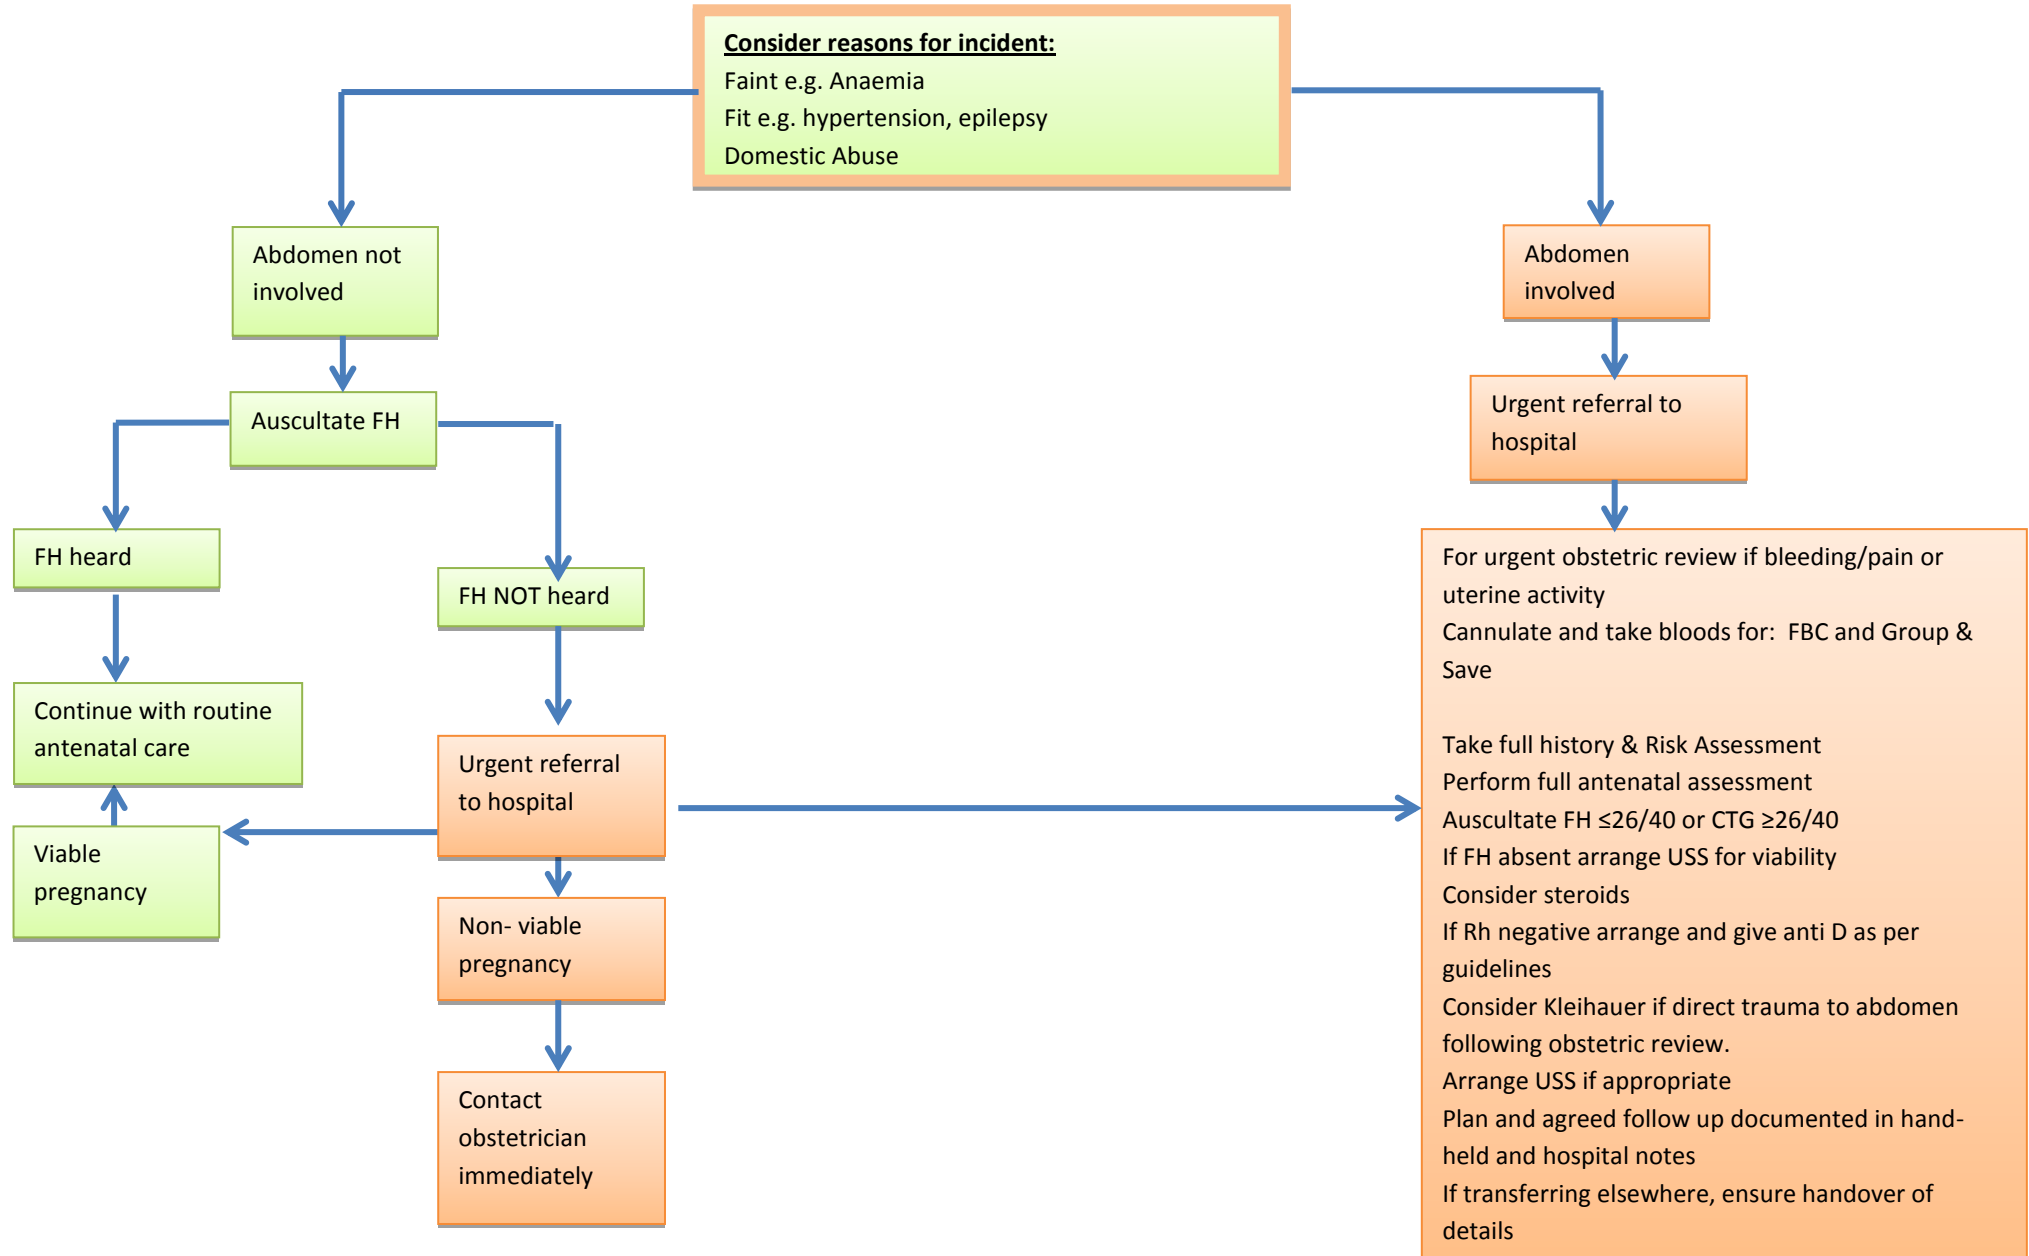 Consider reasons for incident:
Faint e.g. Anaemia
Fit e.g. hypertension, epilepsy
Domestic Abuse
Abdomen not
involved
Auscultate FH
FH heard
FH NOT heard
Continue with routine
antenatal care
Urgent referral
to hospital
Viable
pregnancy
Non- viable
pregnancy
Contact
obstetrician
immediately
Abdomen
involved
Urgent referral to
hospital
For urgent obstetric review if bleeding/pain or
uterine activity
Cannulate and take bloods for:  FBC and Group &
Save
Take full history & Risk Assessment
Perform full antenatal assessment
Auscultate FH ≤26/40 or CTG ≥26/40
If FH absent arrange USS for viability
Consider steroids
If Rh negative arrange and give anti D as per
guidelines
Consider Kleihauer if direct trauma to abdomen
following obstetric review.
Arrange USS if appropriate
Plan and agreed follow up documented in hand-
held and hospital notes
If transferring elsewhere, ensure handover of
details